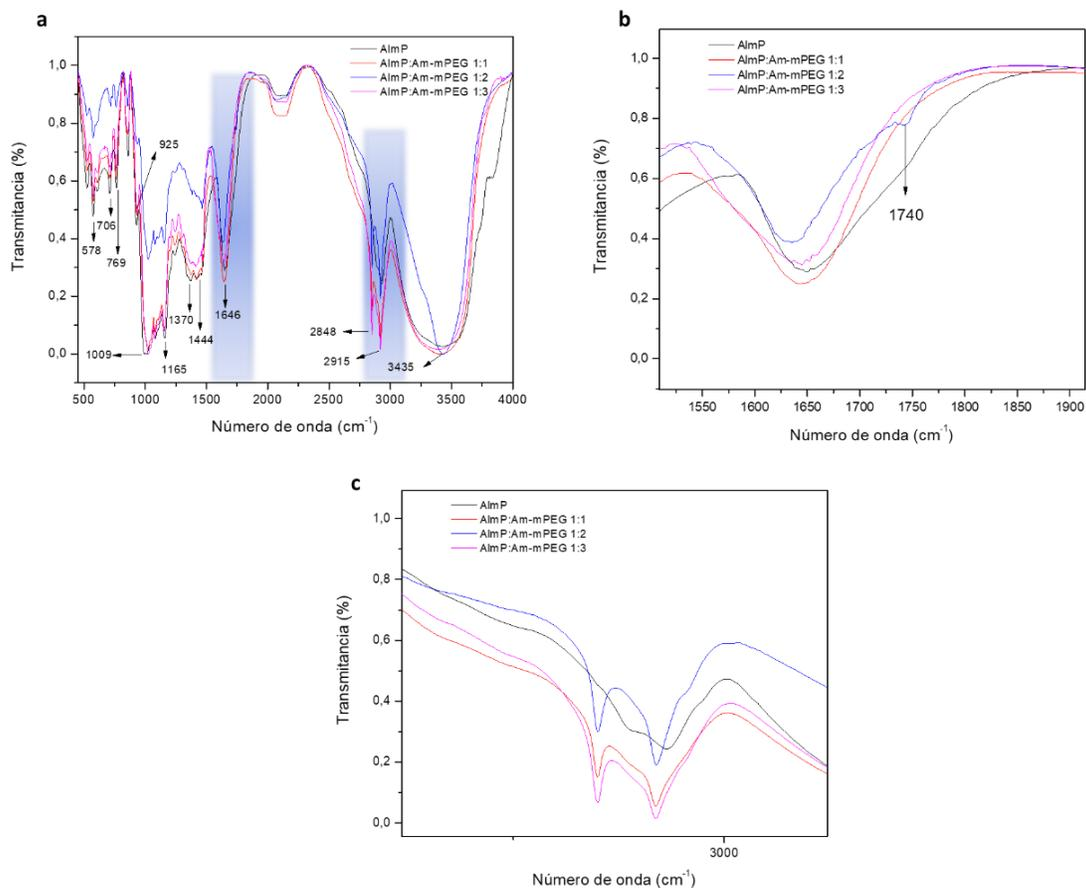 a
AlmP
AlmP:Am-mPEG 1:1
AlmP:Am-mPEG 1:2
AlmP:Am-mPEG 1:3
1,0
0,8
0,6
0,4
0,2
0,0
Transmitancia (%)
925
578
706
769
1370
1444
1646
1009
1165
2848
2915
3435
500 1000 1500 2000 2500 3000 3500 4000
Número de onda (cm-1)
b
AlmP
AlmP:Am-mPEG 1:1
AlmP:Am-mPEG 1:2
AlmP:Am-mPEG 1:3
1,0
0,8
0,6
0,4
0,2
0,0
Transmitancia (%)
1740
1550 1600 1650 1700 1750 1800 1850 1900
Número de onda (cm-1)
c
AlmP
AlmP:Am-mPEG 1:1
AlmP:Am-mPEG 1:2
AlmP:Am-mPEG 1:3
1,0
0,8
0,6
0,4
0,2
0,0
Transmitancia (%)
3000
Número de onda (cm-1)